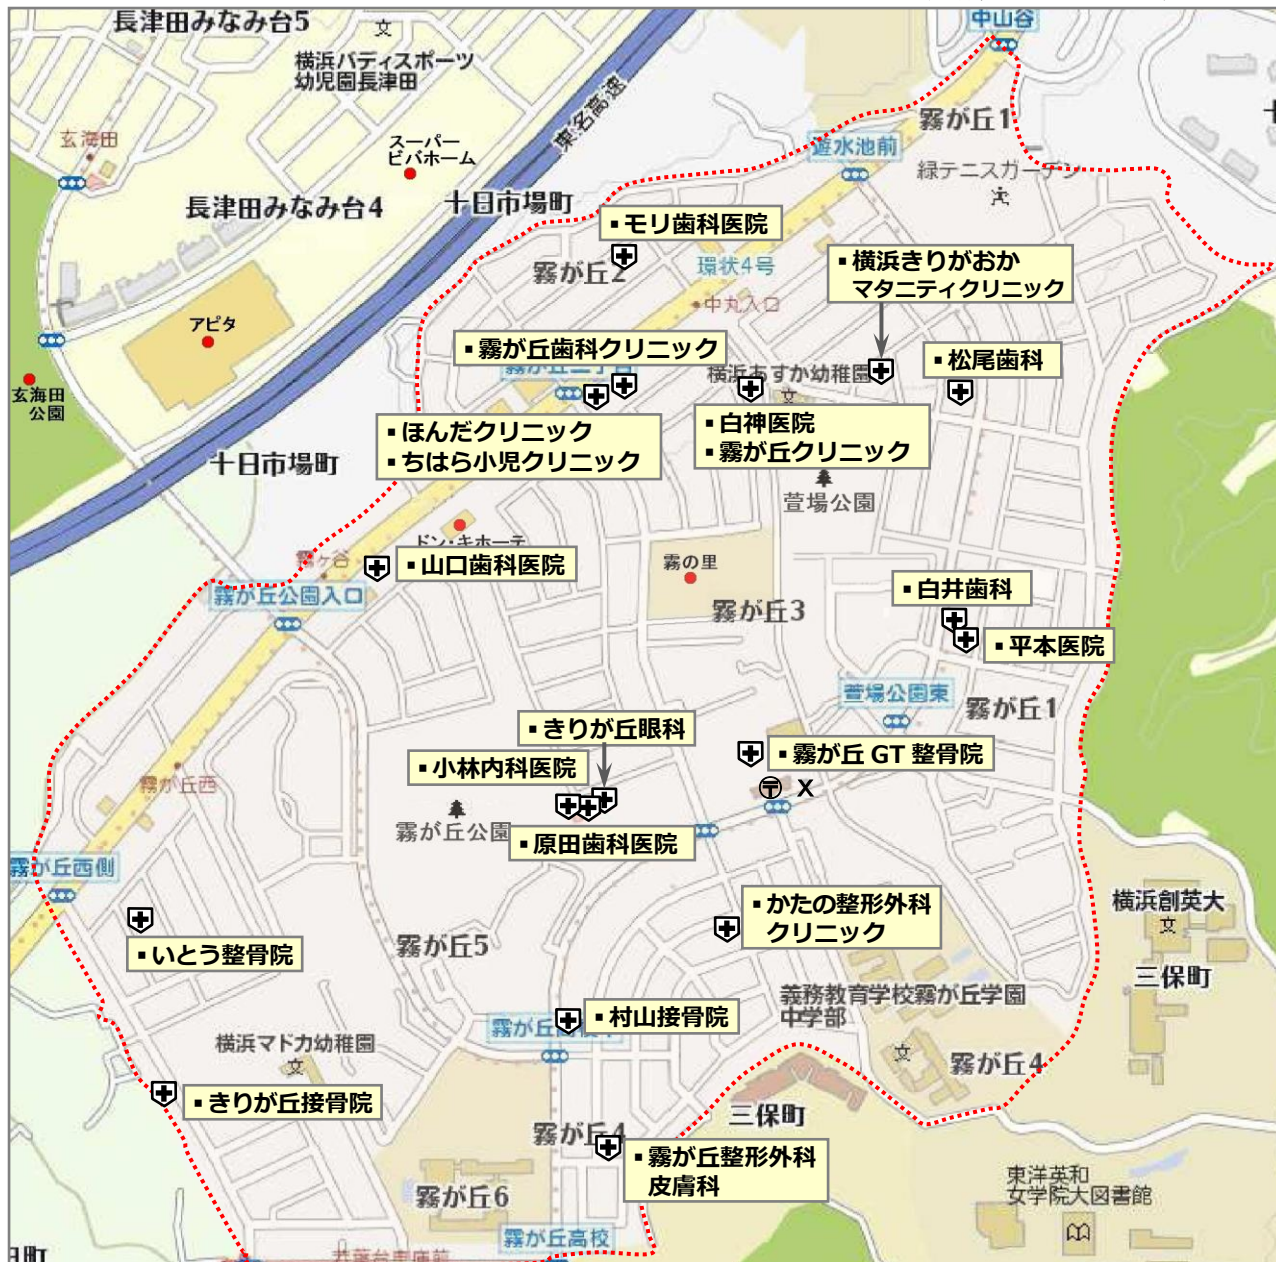 中山谷
長津田みなみ台5
横浜バディスポーツ
幼児園長津田
東名高速
霧が丘1
玄海田
スーパー
ビバホーム
遊水池前
緑テニスガーデン
長津田みなみ台4
十日市場町
▪モリ歯科医院
霧が丘2
環状4号
▪横浜きりがおか
マタニティクリニック
中丸入口
アピタ
▪霧が丘歯科クリニック
▪松尾歯科
横浜あすか幼稚園
玄海田
公園
▪ほんだクリニック
▪ちはら小児クリニック
▪白神医院
▪霧が丘クリニック
十日市場町
萱場公園
ドン・キホーテ
霧ヶ谷
▪山口歯科医院
霧の里
霧が丘公園入口
▪白井歯科
霧が丘3
▪平本医院
萱場公園東
霧が丘1
▪きりが丘眼科
▪霧が丘 GT 整骨院
▪小林内科医院
霧が丘西
〒
X
霧が丘公園
▪原田歯科医院
霧が丘西側
横浜創英大
▪かたの整形外科
クリニック
▪いとう整骨院
霧が丘5
三保町
義務教育学校霧が丘学園
中学部
▪村山接骨院
横浜マドカ幼稚園
霧が丘4
▪きりが丘接骨院
三保町
霧が丘4
▪霧が丘整形外科
皮膚科
東洋英和
女学院大図書館
霧が丘6
霧が丘高校